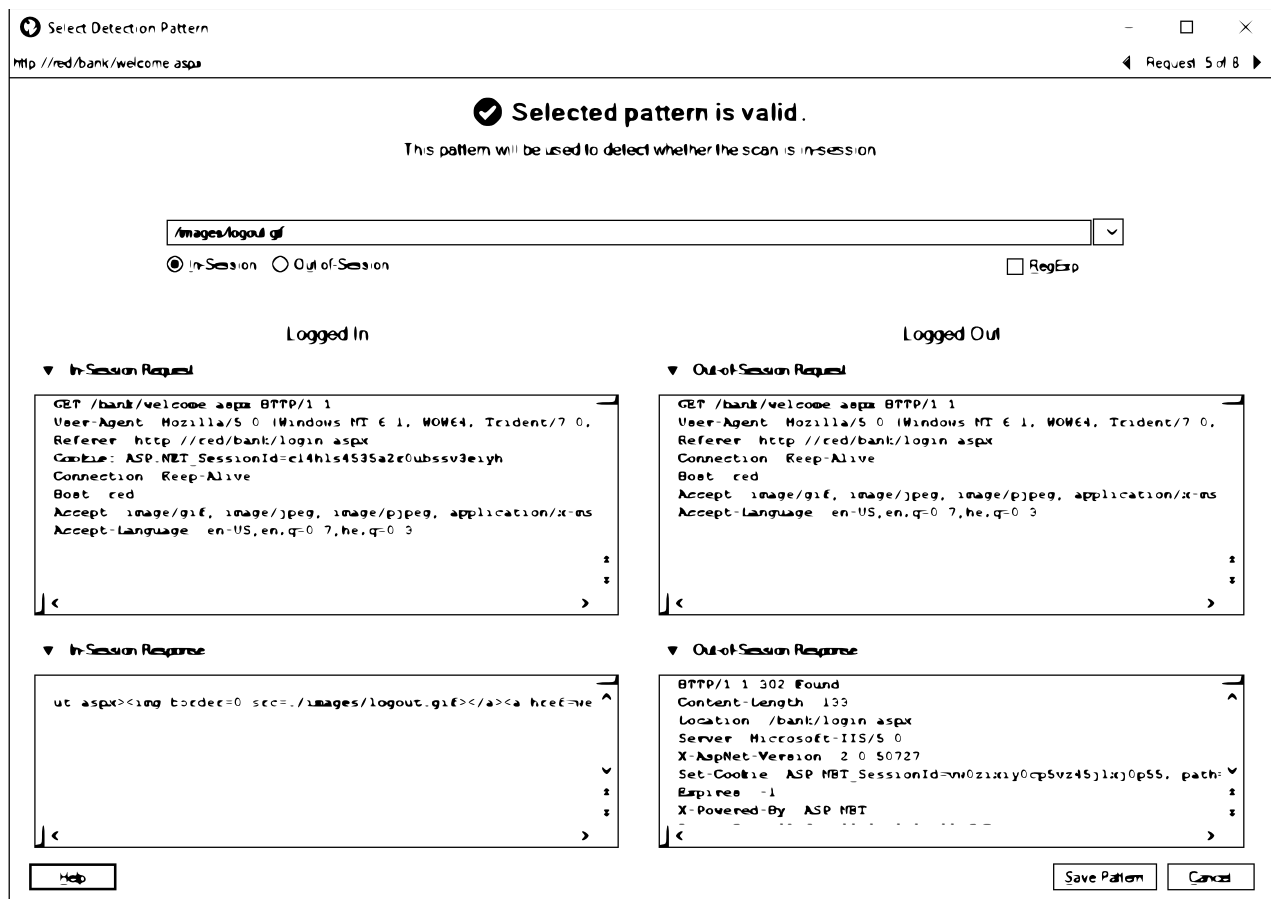 Select Detection Pattern
http://red/bank/welcome.aspx
Request 5 of 8
Selected pattern is valid.
This pattern will be used to detect whether the scan is in-session
/images/logout.gif
In-Session Out-of-Session
RegExp
Logged In
In-Session Request
GET /bank/welcome.aspx HTTP/1.1
User-Agent: Mozilla/5.0 (Windows NT 6.1, WOW64, Trident/7.0,
Referer: http://red/bank/login.aspx
Cookie: ASP.NET_SessionId=
Connection: Keep-Alive
Host: red
Accept: image/gif, image/jpeg, image/pjpeg, application/x-ms
Accept-Language: en-US,en,q=0.7,he,q=0.3
Logged Out
Out-of-Session Request
GET /bank/welcome.aspx HTTP/1.1
User-Agent: Mozilla/5.0 (Windows NT 6.1, WOW64, Trident/7.0,
Referer: http://red/bank/login.aspx
Connection: Keep-Alive
Host: red
Accept: image/gif, image/jpeg, image/pjpeg, application/x-ms
Accept-Language: en-US,en,q=0.7,he,q=0.3
In-Session Response
ut.aspx><img border=0 src=./images/logout.gif></a><a href=we
Out-of-Session Response
HTTP/1.1 302 Found
Content-Length: 133
Location: /bank/login.aspx
Server: Microsoft-IIS/5.0
X-AspNet-Version: 2.0.50727
Set-Cookie: ASP.NET_SessionId= path=
Expires: -1
X-Powered-By: ASP.NET
Help
Save Pattern
Cancel